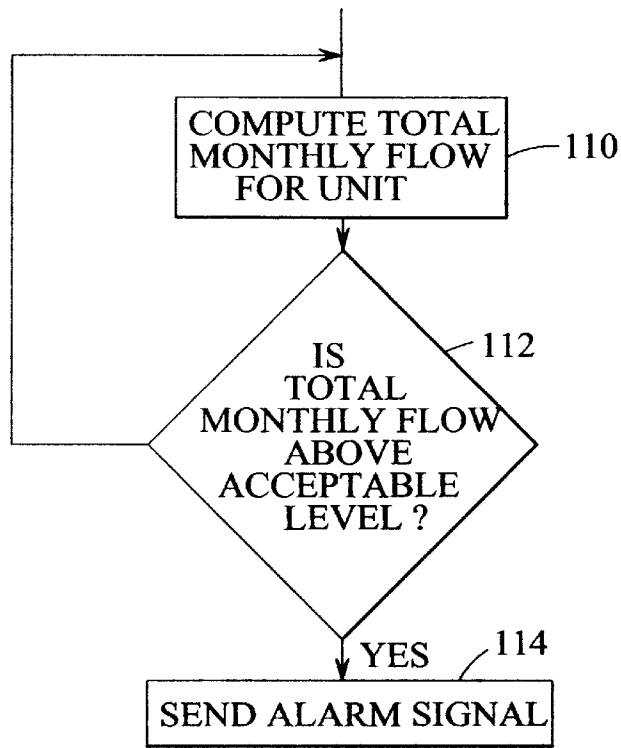 COMPUTE TOTAL
MONTHLY FLOW
FOR UNIT
110
IS
TOTAL
MONTHLY FLOW
ABOVE
ACCEPTABLE
LEVEL ?
112
YES
114
SEND ALARM SIGNAL